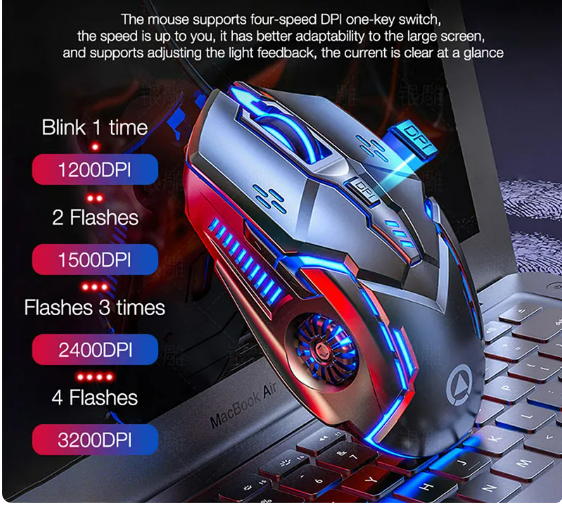 The mouse supports four-speed DPI one-key switch,
the speed is up to you, it has better adaptability to the large screen,
and supports adjusting the light feedback, the current is clear at a glance
Blink 1 time
1200DPI
2 Flashes
1500DPI
Flashes 3 times
2400DPI
4 Flashes
3200DPI
DPI
DPI
MacBook Air